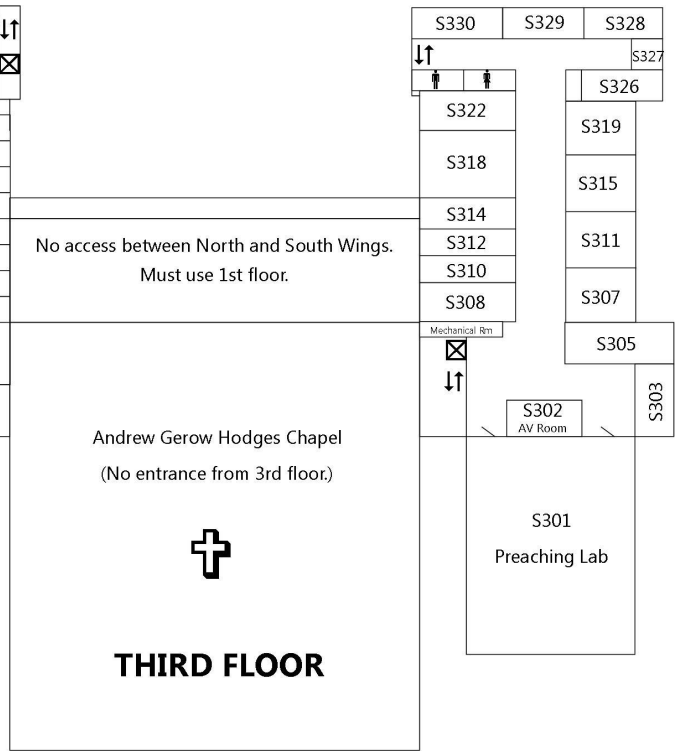 S330
S329
S328
S327
S326
S322
S319
S318
S315
S314
S312
S311
S310
S308
S307
No access between North and South Wings.
Must use 1st floor.
Mechanical Rm
S305
S303
S302
AV Room
Andrew Gerow Hodges Chapel
(No entrance from 3rd floor.)
S301
Preaching Lab
THIRD FLOOR